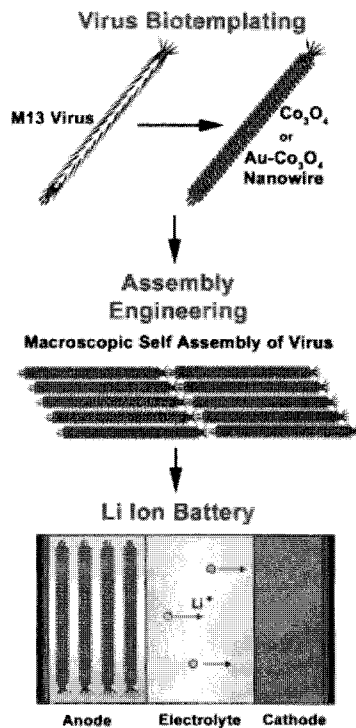 Virus Biotemplating
M13 Virus
Co₃O₄
or
Au-Co₃O₄
Nanowire
Assembly
Engineering
Macroscopic Self Assembly of Virus
Li Ion Battery
Li⁺
Anode Electrolyte Cathode